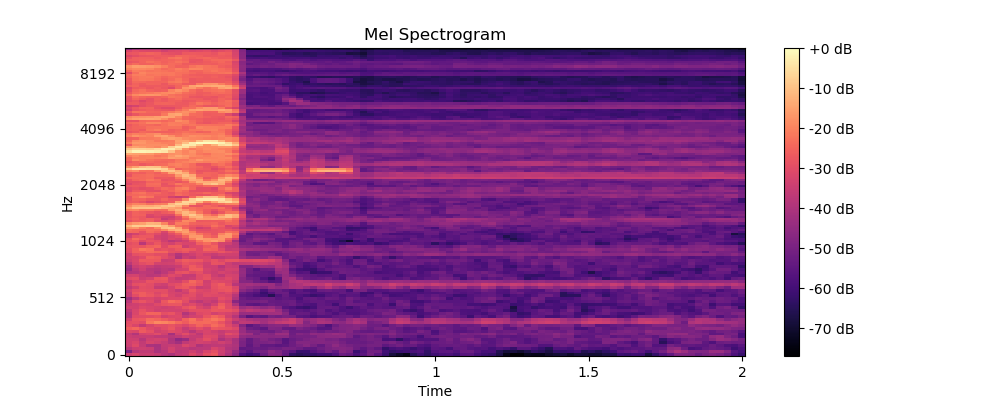 Mel Spectrogram
Hz
8192
4096
2048
1024
512
0
0 0.5 1 1.5 2
Time
+0 dB
-10 dB
-20 dB
-30 dB
-40 dB
-50 dB
-60 dB
-70 dB